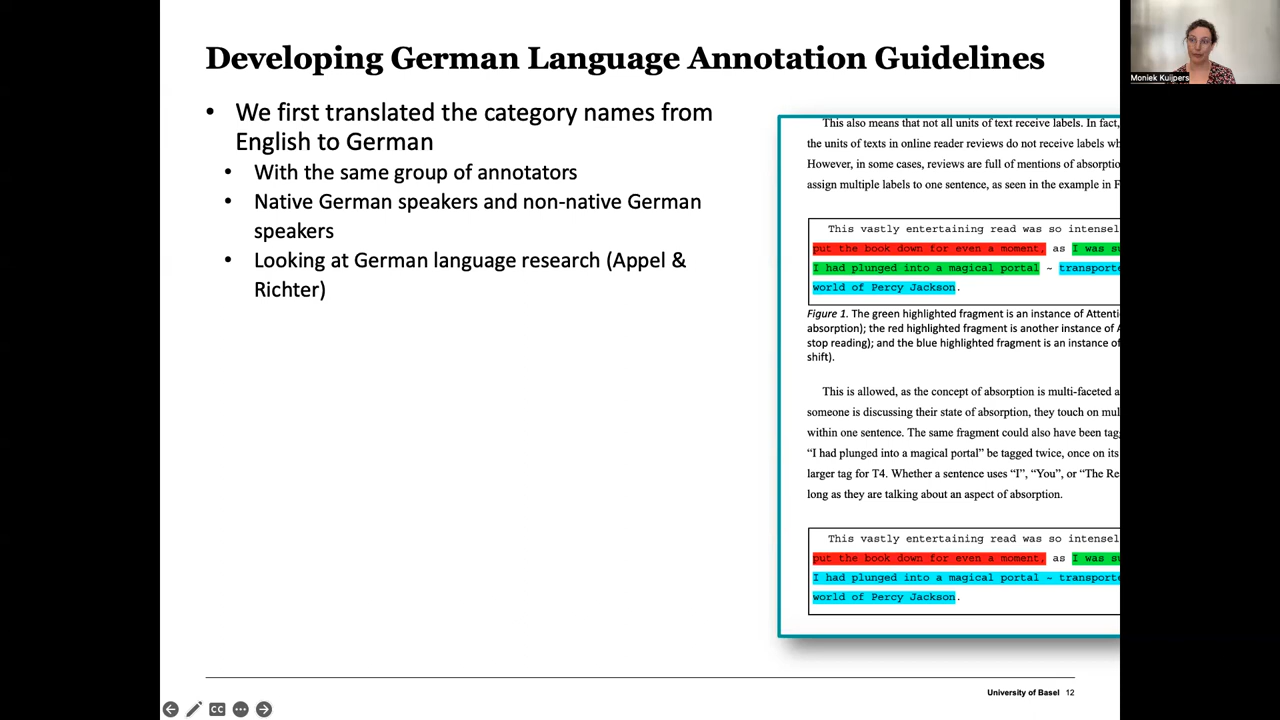 Developing German Language Annotation Guidelines
• We first translated the category names from
English to German
• With the same group of annotators
• Native German speakers and non-native German
speakers
• Looking at German language research (Appel &
Richter)
This also means that not all units of text receive labels. In fact,
the units of texts in online reader reviews do not receive labels
However, in some cases, reviews are full of mentions of
assign multiple labels to one sentence, as seen in the example in
This vastly entertaining read was so
put the book down for even a moment, as I was
I had plunged into a magical portal ~
world of Percy Jackson.
Figure 1. The green highlighted fragment is an instance of
absorption); the red highlighted fragment is another instance of
stop reading); and the blue highlighted fragment is an instance of
shift).
This is allowed, as the concept of absorption is multi-faceted
someone is discussing their state of absorption, they touch on
within one sentence. The same fragment could also have been
“I had plunged into a magical portal” be tagged twice, once on its
larger tag for T4. Whether a sentence uses “I”, “You”, or “The
long as they are talking about an aspect of absorption.
This vastly entertaining read was so
put the book down for even a moment, as I was
I had plunged into a magical portal ~
world of Percy Jackson.
University of Basel 12
Moniek Kuijpers
CC